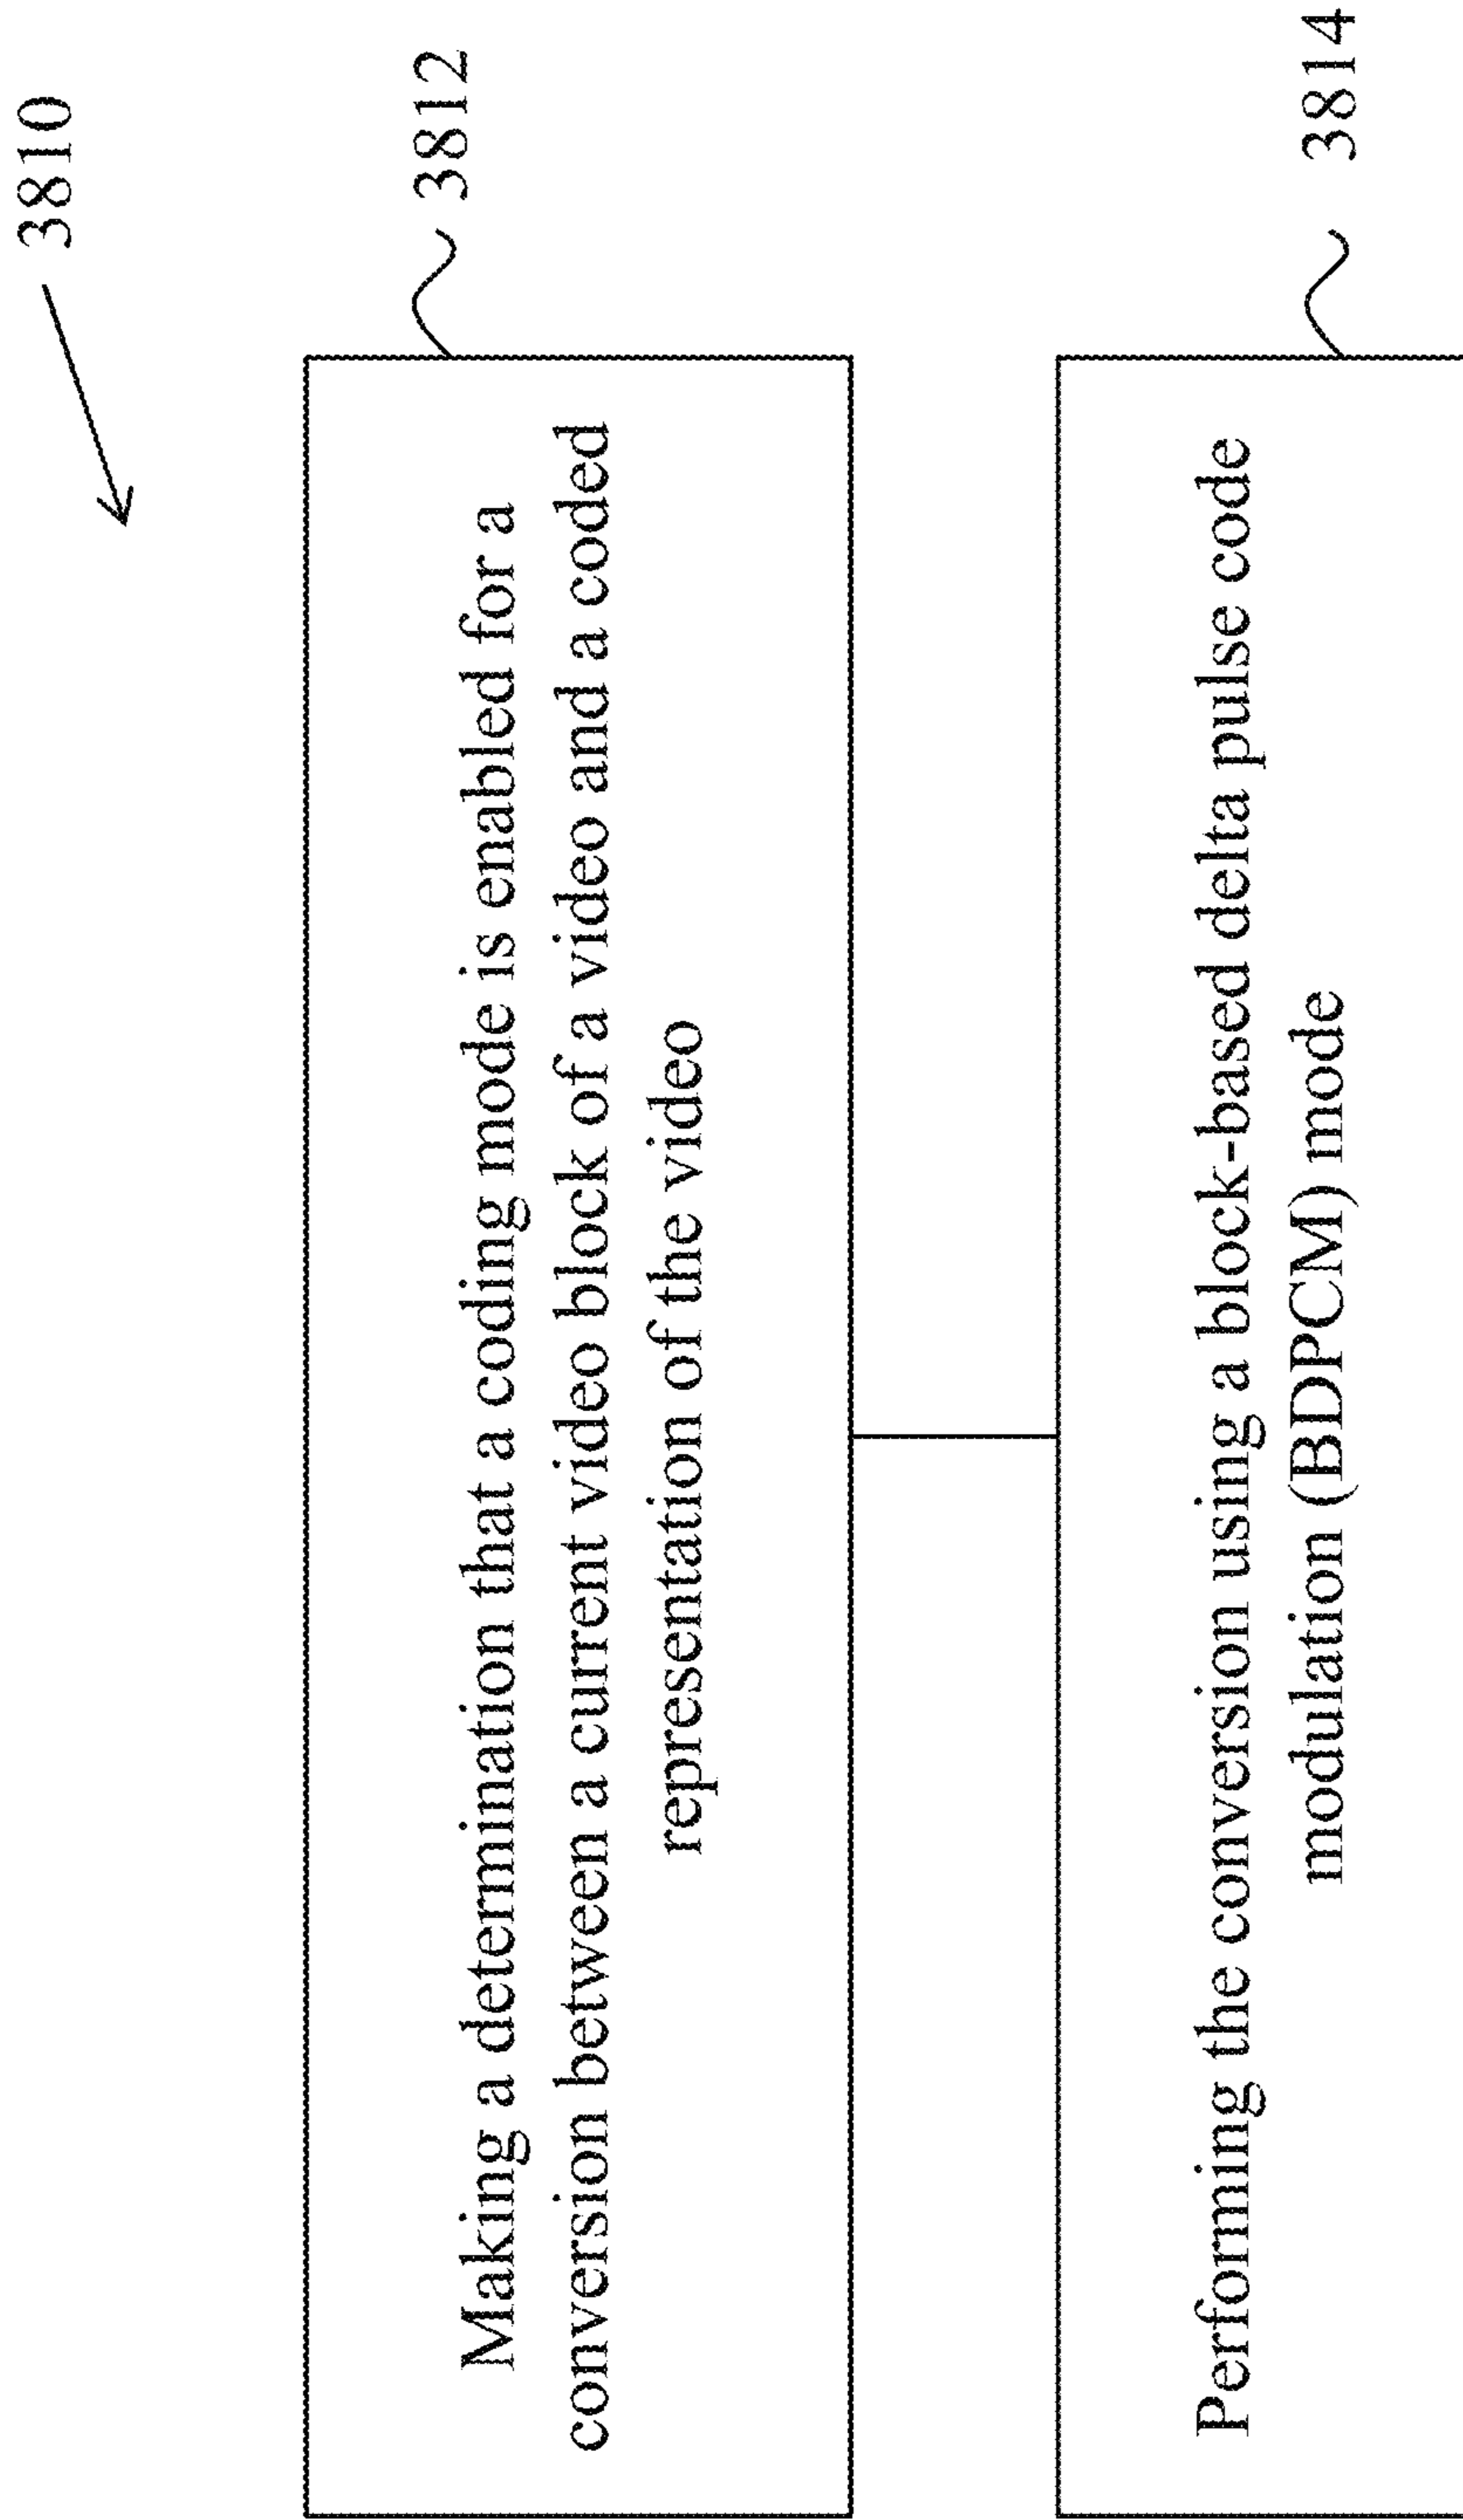 3810
3812
Making a determination that a coding mode is enabled for a
conversion between a current video block of a video and a coded
representation of the video
3814
Performing the conversion using a block-based delta pulse code
modulation (BDPCM) mode